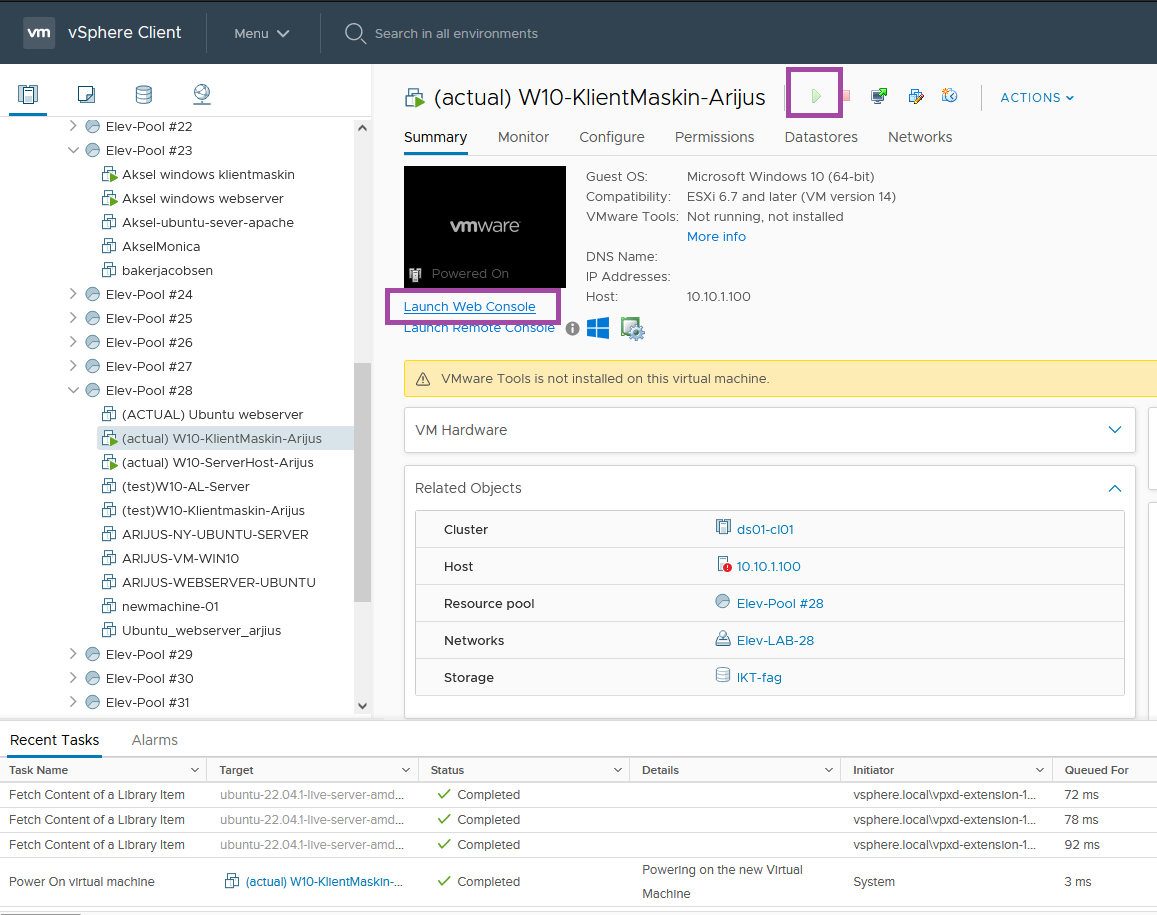 vm vSphere Client Menu Search in all environments
Elev-Pool #22
Elev-Pool #23
Aksel windows klientmaskin
Aksel windows webserver
Aksel-ubuntu-sever-apache
AkselMonica
bakerjacobsen
Elev-Pool #24
Elev-Pool #25
Elev-Pool #26
Elev-Pool #27
Elev-Pool #28
(ACTUAL) Ubuntu webserver
(actual) W10-KlientMaskin-Arijus
(actual) W10-ServerHost-Arijus
(test)W10-AL-Server
(test)W10-Klientmaskin-Arijus
ARIJUS-NY-UBUNTU-SERVER
ARIJUS-VM-WIN10
ARIJUS-WEBSERVER-UBUNTU
newmachine-01
Ubuntu_webserver_arjius
Elev-Pool #29
Elev-Pool #30
Elev-Pool #31
(actual) W10-KlientMaskin-Arijus ACTIONS
Summary Monitor Configure Permissions Datastores Networks
vmware
Powered On
Launch Web Console
Launch Remote Console
Guest OS: Microsoft Windows 10 (64-bit)
Compatibility: ESXi 6.7 and later (VM version 14)
VMware Tools: Not running, not installed
More info
DNS Name:
IP Addresses:
Host: 10.10.1.100
VMware Tools is not installed on this virtual machine.
VM Hardware
Related Objects
Cluster ds01-cl01
Host 10.10.1.100
Resource pool Elev-Pool #28
Networks Elev-LAB-28
Storage IKT-fag
Recent Tasks Alarms
Task Name Target Status Details Initiator Queued For
Fetch Content of a Library Item ubuntu-22.04.1-live-server-amd... Completed vsphere.local\vpxd-extension-1... 72 ms
Fetch Content of a Library Item ubuntu-22.04.1-live-server-amd... Completed vsphere.local\vpxd-extension-1... 78 ms
Fetch Content of a Library Item ubuntu-22.04.1-live-server-amd... Completed vsphere.local\vpxd-extension-1... 92 ms
Power On virtual machine (actual) W10-KlientMaskin-... Completed Powering on the new Virtual Machine System 3 ms